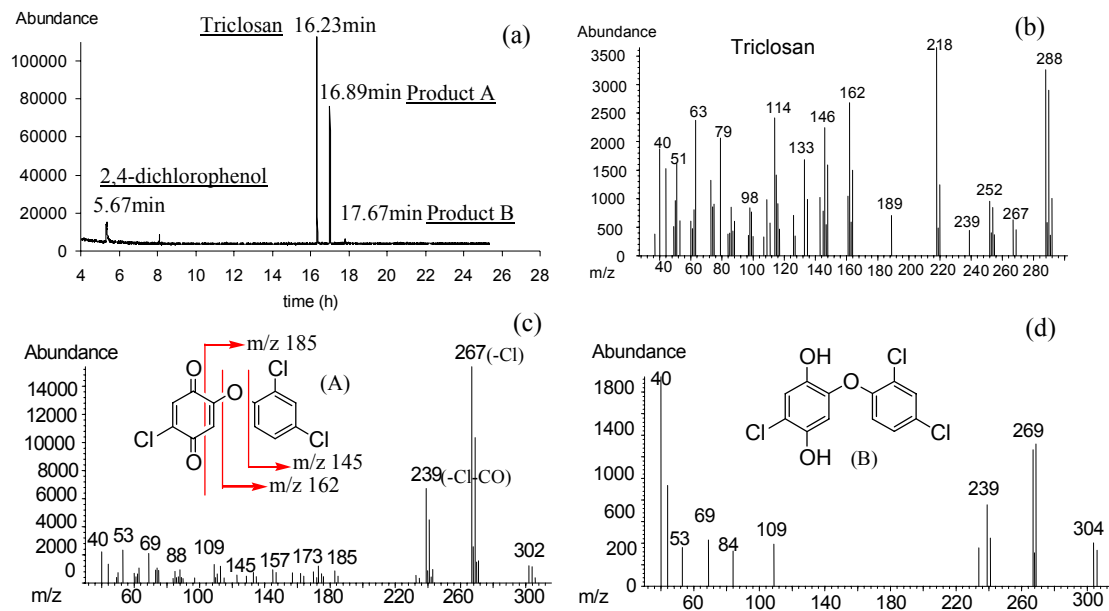 Abundance
Triclosan 16.23min
(a)
16.89min Product A
2,4-dichlorophenol
5.67min
17.67min Product B
100000
80000
60000
40000
20000
0
4 6 8 10 12 14 16 18 20 22 24 26 28
time (h)
Abundance
(b)
Triclosan
3500
3000
2500
2000
1500
1000
500
0
218
288
162
114
63
146
79
40
133
51
98
189
252
239
267
m/z
40 60 80 100 120 140 160 180 200 220 240 260 280
(c)
Abundance
m/z 185
267(-Cl)
(A)
O
O
Cl
Cl
Cl
O
m/z 145
m/z 162
239(-Cl-CO)
14000
12000
10000
8000
6000
4000
2000
0
40 53 69 88 109 145 157 173 185 302
m/z
60 100 140 180 220 260 300
(d)
Abundance
40
OH
O
Cl
Cl
Cl
OH
(B)
1800
1400
1000
600
200
0
53 69 84 109 239 269 304
m/z
60 100 140 180 220 260 300